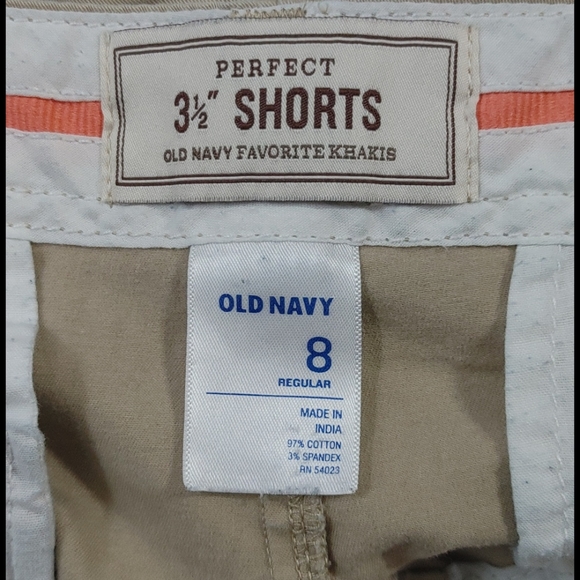 PERFECT
3½" SHORTS
OLD NAVY FAVORITE KHAKIS
OLD NAVY
8
REGULAR
MADE IN
INDIA
97% COTTON
3% SPANDEX
RN 54023